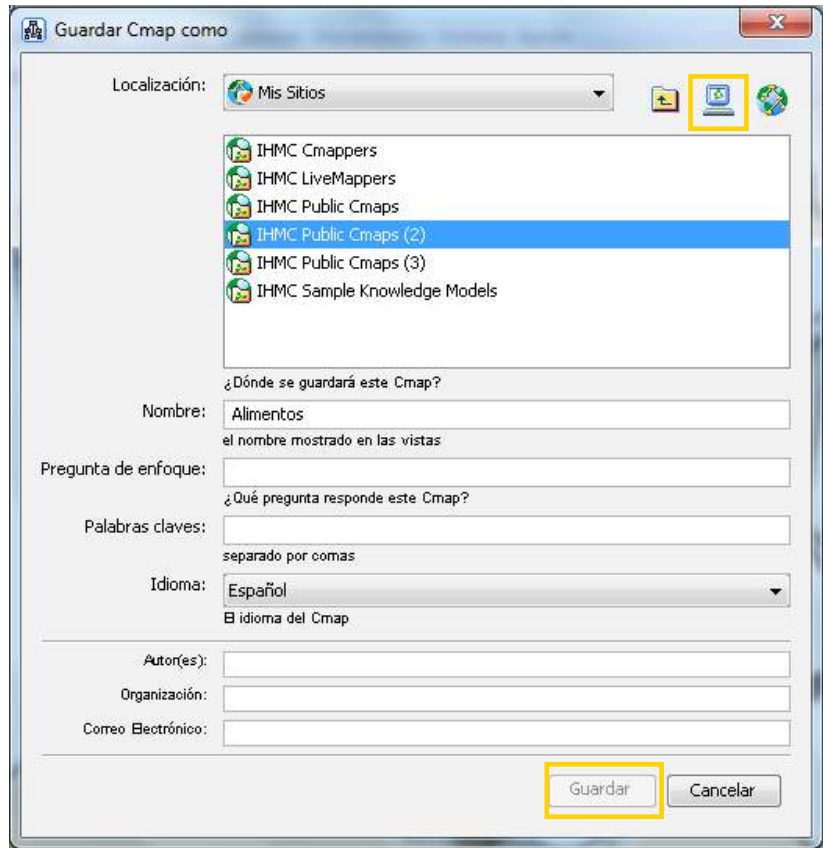 Guardar Cmap como
Localización: Mis Sitios
IHMC Cmappers
IHMC LiveMappers
IHMC Public Cmaps
IHMC Public Cmaps (2)
IHMC Public Cmaps (3)
IHMC Sample Knowledge Models
¿Dónde se guardará este Cmap?
Nombre: Alimentos
el nombre mostrado en las vistas
Pregunta de enfoque:
¿Qué pregunta responde este Cmap?
Palabras claves:
separado por comas
Idioma: Español
El idioma del Cmap
Autor(es):
Organización:
Correo Electrónico:
Guardar Cancelar